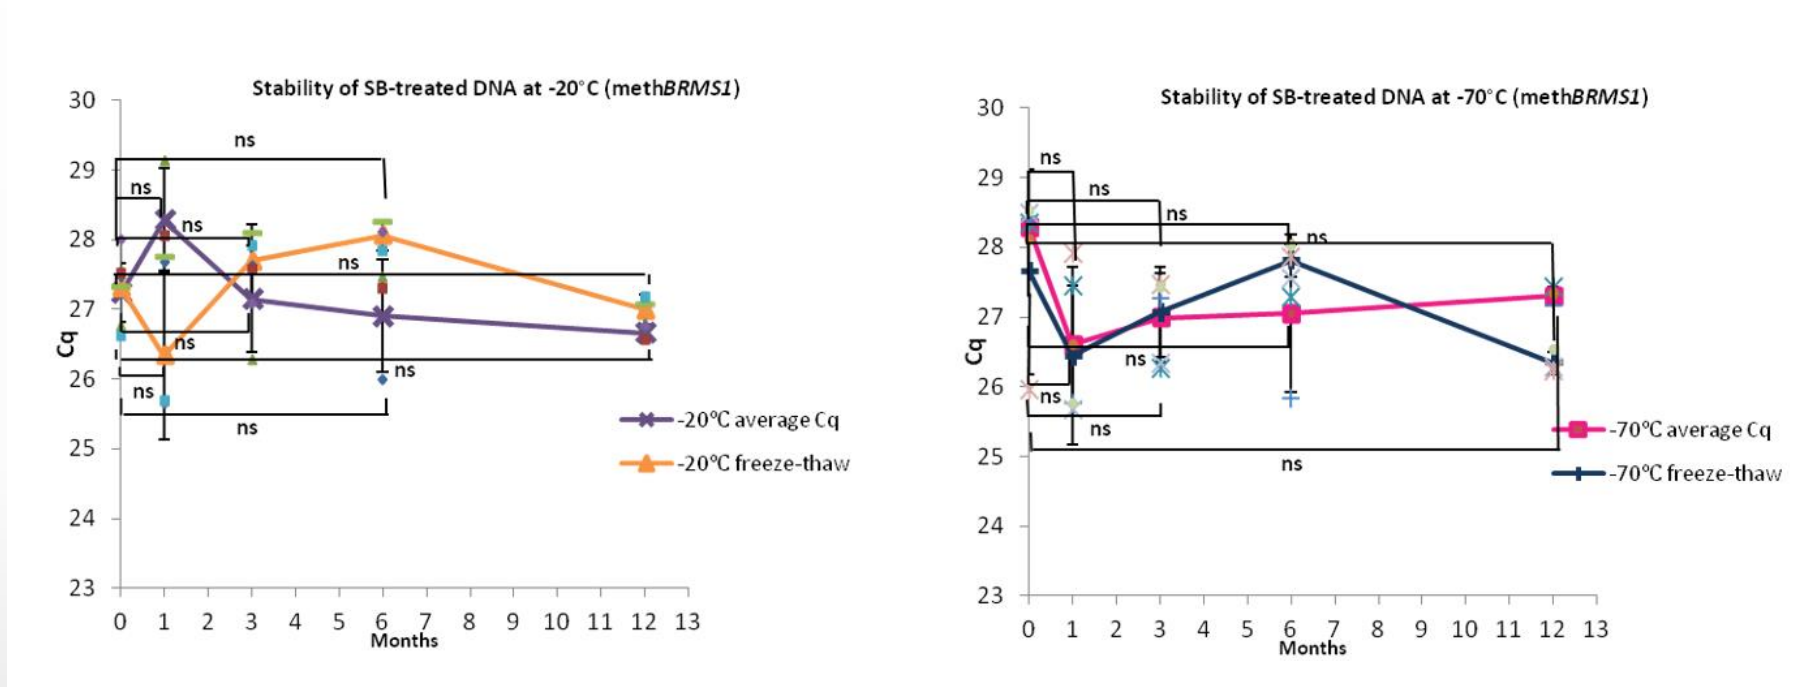 Stability of SB-treated DNA at -20°C (methBRMS1)
30
29
28
27
26
25
24
23
Cq
ns
ns
ns
ns
ns
ns
ns
ns
-20°C average Cq
-20°C freeze-thaw
0 1 2 3 4 5 6 7 8 9 10 11 12 13
Months
Stability of SB-treated DNA at -70°C (methBRMS1)
30
29
28
27
26
25
24
23
Cq
ns
ns
ns
ns
ns
ns
ns
ns
-70°C average Cq
-70°C freeze-thaw
0 1 2 3 4 5 6 7 8 9 10 11 12 13
Months